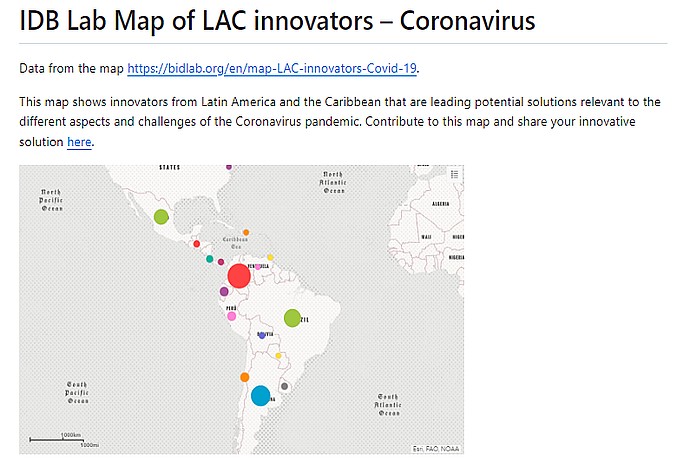 IDB Lab Map of LAC innovators – Coronavirus
Data from the map https://bidlab.org/en/map-LAC-innovators-Covid-19.
This map shows innovators from Latin America and the Caribbean that are leading potential solutions relevant to the
different aspects and challenges of the Coronavirus pandemic. Contribute to this map and share your innovative
solution here.
STATES
North
Pacific
Ocean
North
Atlantic
Ocean
ALGERIA
MALI
NIGER
NIGERIA
Caribbean
Sea
PERÚ
South
Pacific
Ocean
South
Atlantic
Ocean
1000km
1000mi
Esri, FAO, NOAA